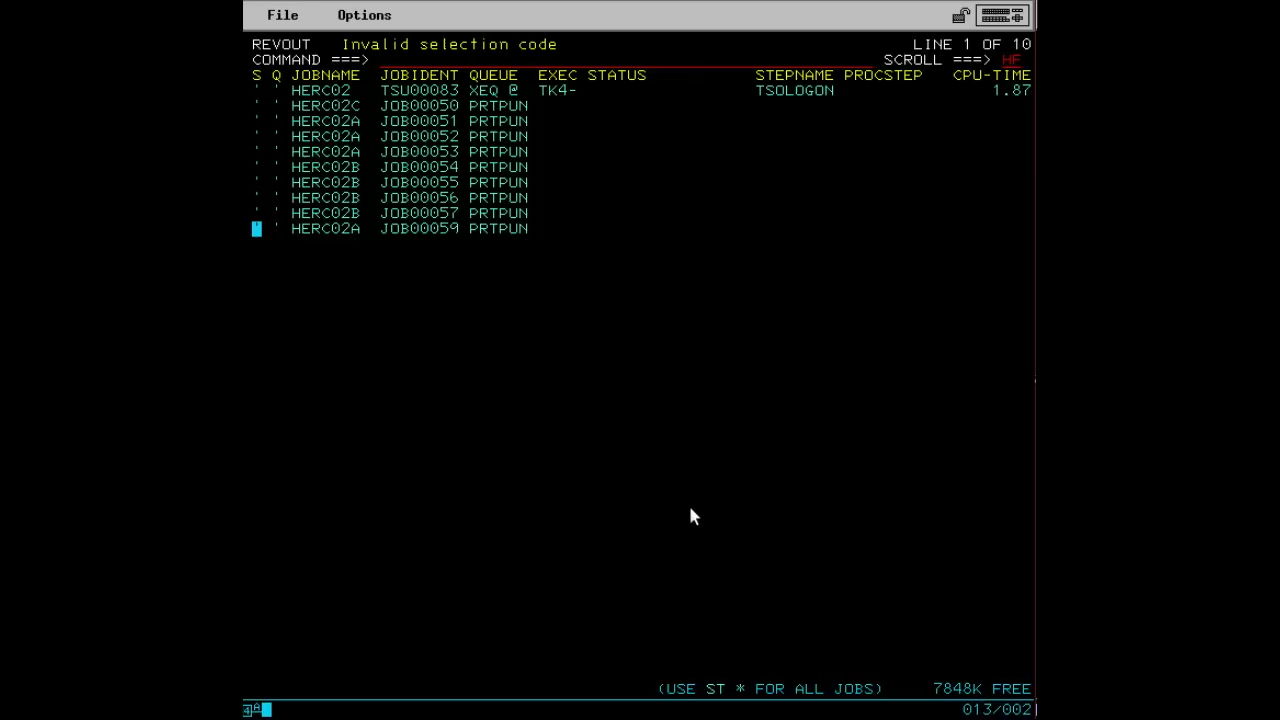 File Options
REVOUT Invalid selection code LINE 1 OF 10
COMMAND ===> SCROLL ===> HF
S Q JOBNAME JOBIDENT QUEUE EXEC STATUS STEPNAME PROCSTEP CPU-TIME
' ' HERC02 TSU00083 XEQ @ TK4- TSOLOGON 1.87
' ' HERC02C JOB00050 PRTPUN
' ' HERC02A JOB00051 PRTPUN
' ' HERC02A JOB00052 PRTPUN
' ' HERC02A JOB00053 PRTPUN
' ' HERC02B JOB00054 PRTPUN
' ' HERC02B JOB00055 PRTPUN
' ' HERC02B JOB00056 PRTPUN
' ' HERC02B JOB00057 PRTPUN
' ' HERC02A JOB00059 PRTPUN
(USE ST * FOR ALL JOBS) 7848K FREE
4A 013/002